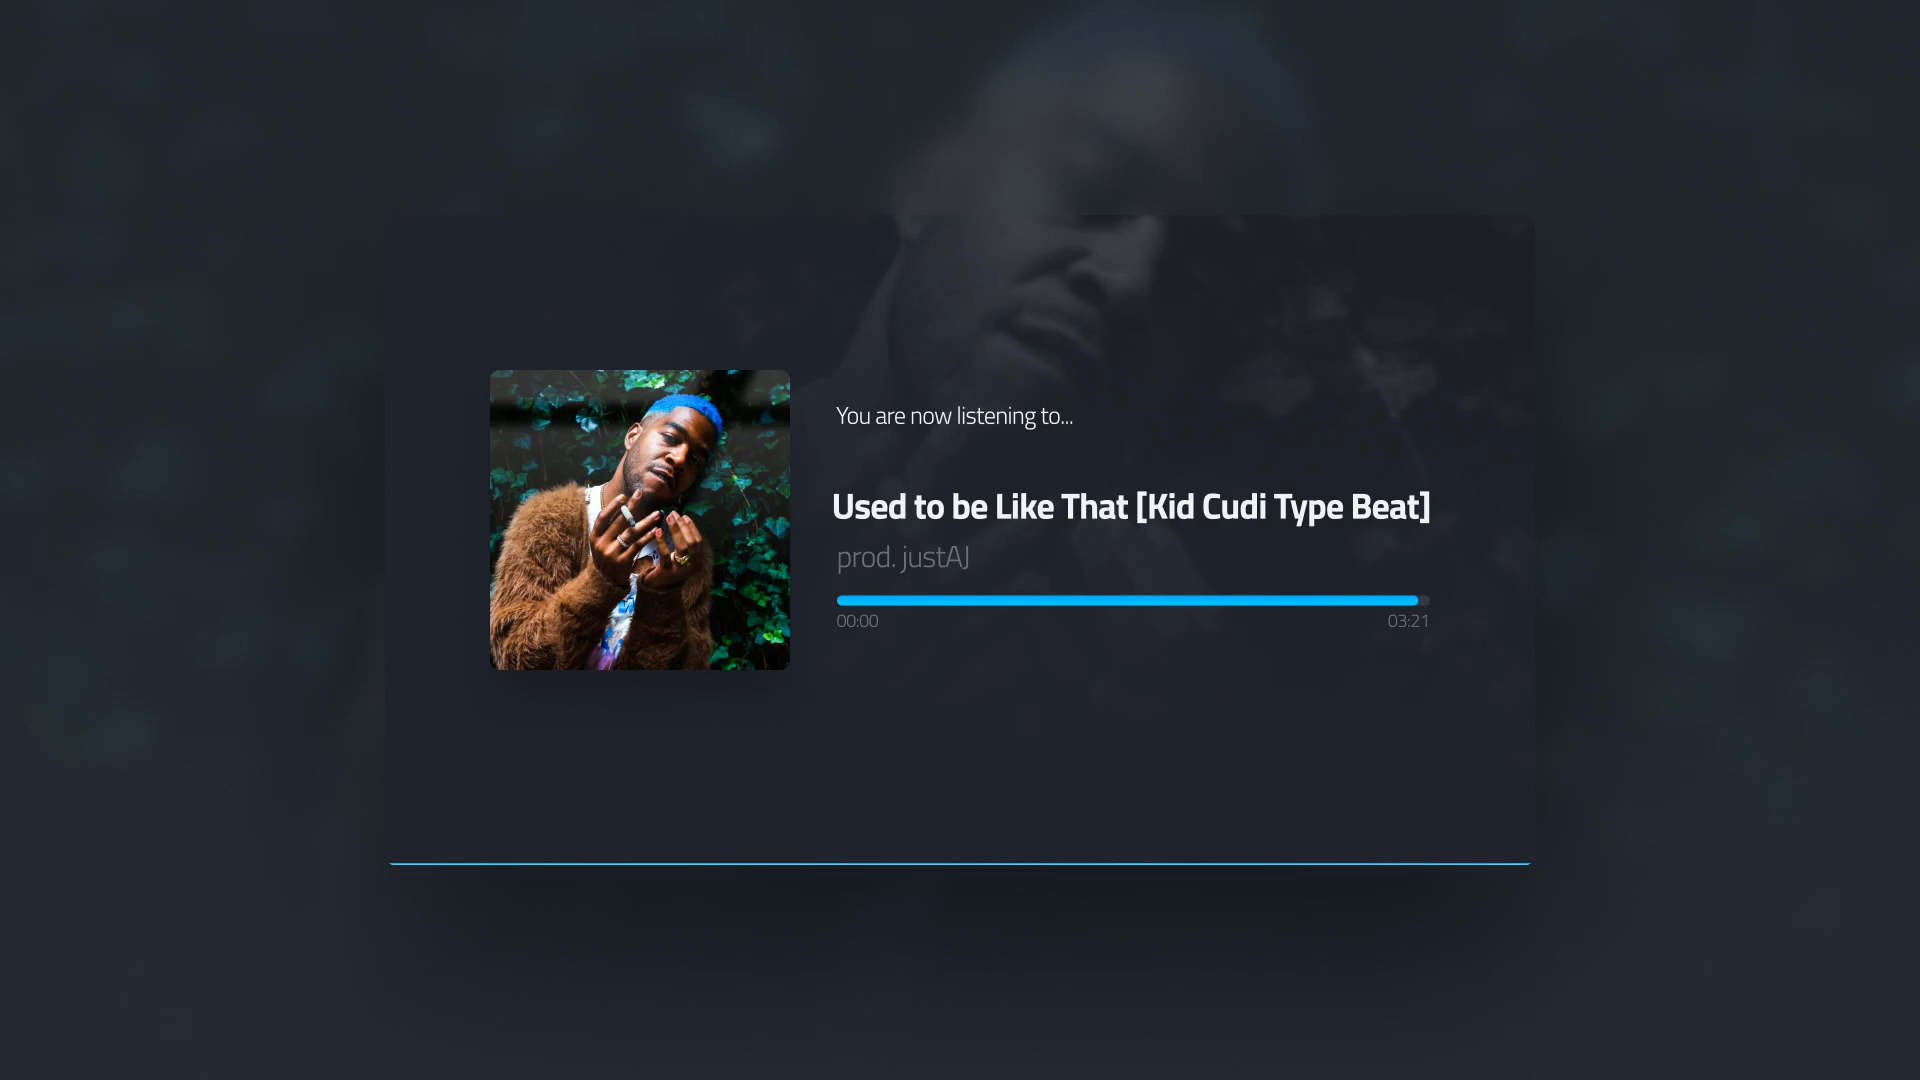 You are now listening to...
Used to be Like That [Kid Cudi Type Beat]
prod. justAJ
00:00 03:21